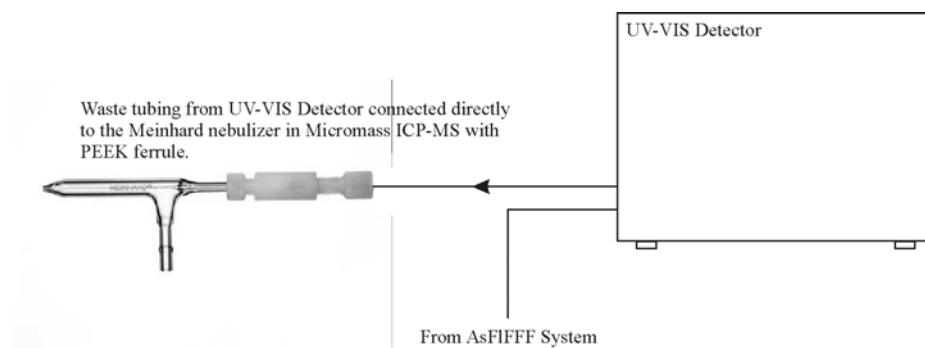 UV-VIS Detector
Waste tubing from UV-VIS Detector connected directly
to the Meinhard nebulizer in Micromass ICP-MS with
PEEK ferrule.
MEINHARD
From AsFlFFF System